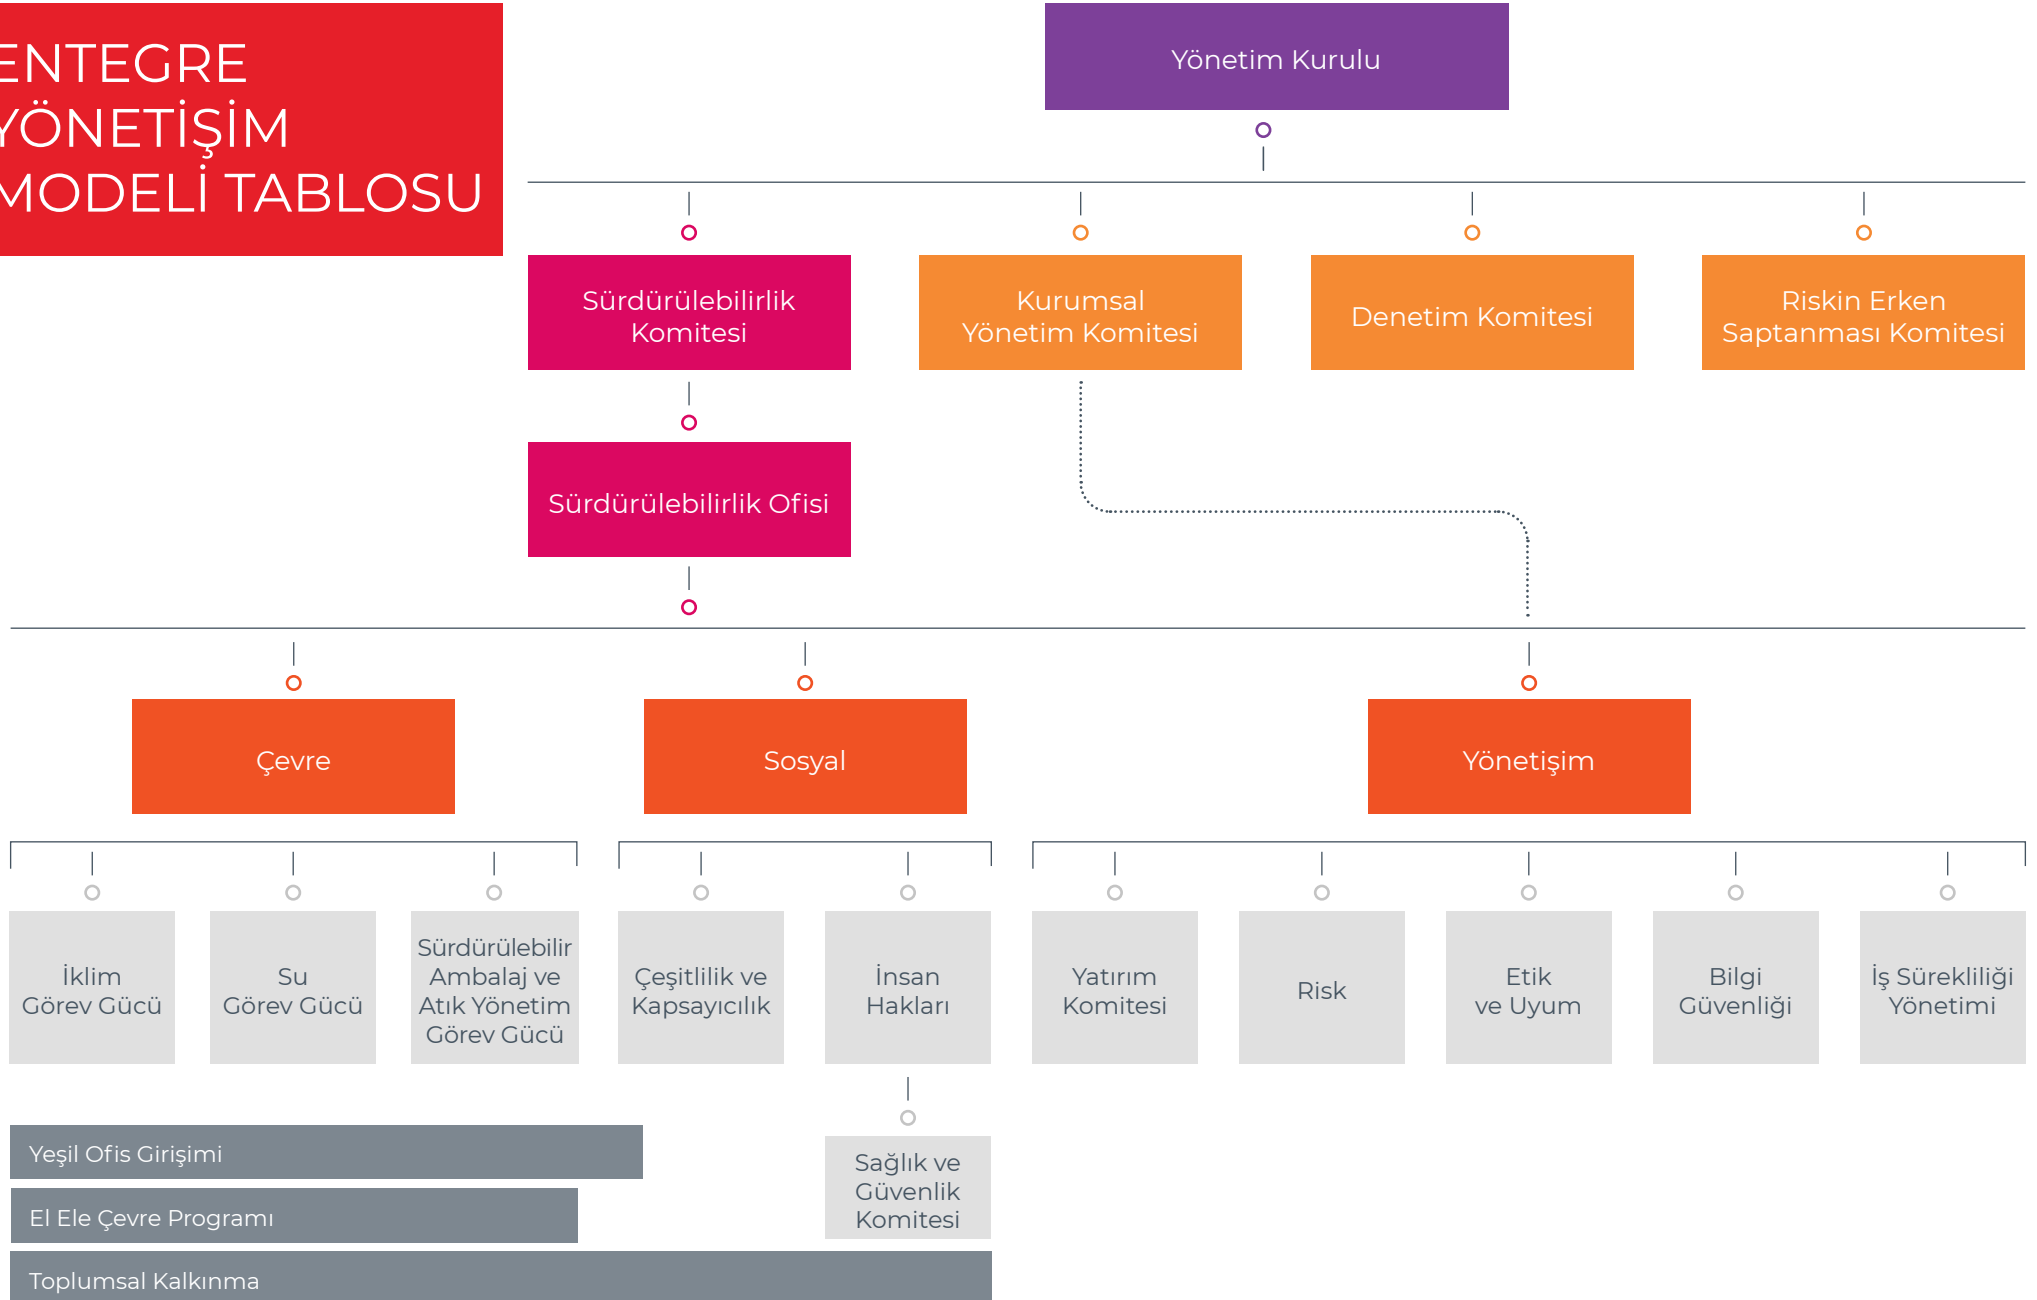 ENTEGRE
YÖNETİŞİM
MODELİ TABLOSU
Yönetim Kurulu
Sürdürülebilirlik
Komitesi
Kurumsal
Yönetim Komitesi
Denetim Komitesi
Riskin Erken
Saptanması Komitesi
Sürdürülebilirlik Ofisi
Çevre
Sosyal
Yönetişim
İklim
Görev Gücü
Su
Görev Gücü
Sürdürülebilir
Ambalaj ve
Atık Yönetim
Görev Gücü
Çeşitlilik ve
Kapsayıcılık
İnsan
Hakları
Yatırım
Komitesi
Risk
Etik
ve Uyum
Bilgi
Güvenliği
İş Sürekliliği
Yönetimi
Sağlık ve
Güvenlik
Komitesi
Yeşil Ofis Girişimi
El Ele Çevre Programı
Toplumsal Kalkınma